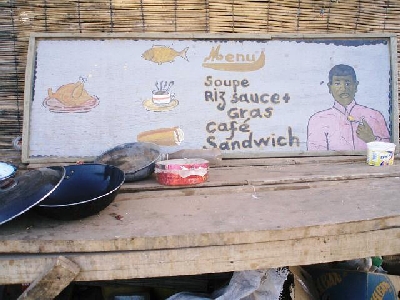 Menu
Soupe
Riz sauce+
Gras
Café
Sandwich